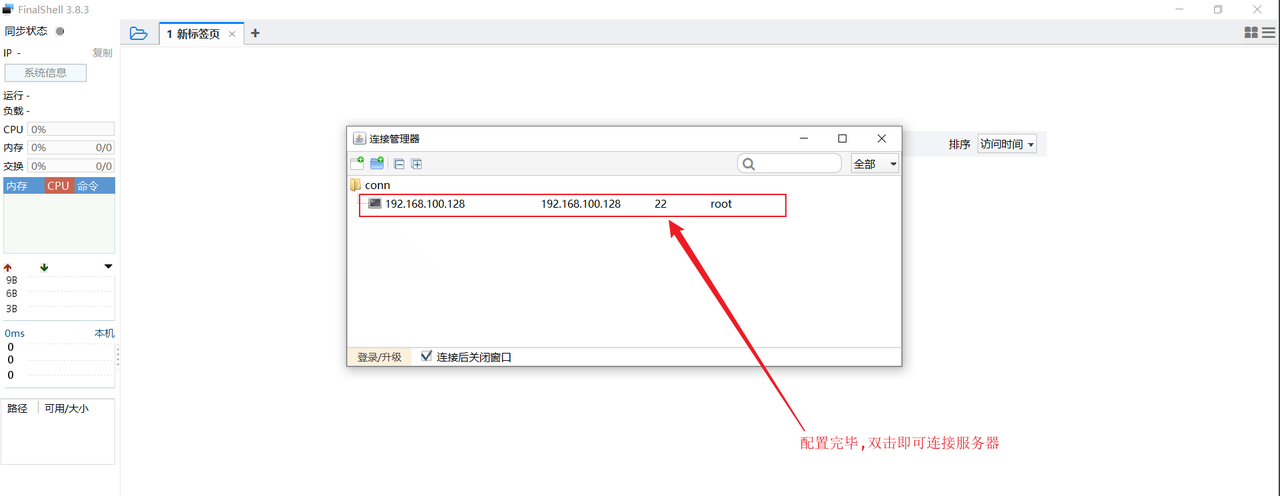 FinalShell 3.8.3
同步状态
IP -
复制
系统信息
运行 -
负载 -
CPU 0%
内存 0% 0/0
交换 0% 0/0
内存 CPU 命令
9B
6B
3B
0ms 本机
0
0
0
路径 可用/大小
1 新标签页
排序 访问时间
连接管理器
全部
conn
192.168.100.128 192.168.100.128 22 root
登录/升级 连接后关闭窗口
配置完毕,双击即可连接服务器